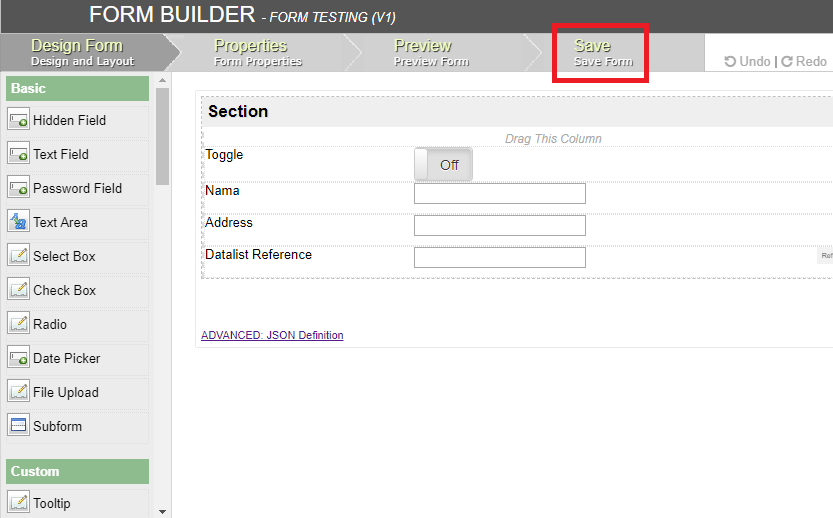 FORM BUILDER - FORM TESTING (V1)
Design Form
Design and Layout
Properties
Form Properties
Preview
Preview Form
Save
Save Form
Undo | Redo
Basic
Hidden Field
Text Field
Password Field
Text Area
Select Box
Check Box
Radio
Date Picker
File Upload
Subform
Custom
Tooltip
Section
Drag This Column
Toggle
Off
Nama
Address
Datalist Reference
Ref
ADVANCED: JSON Definition